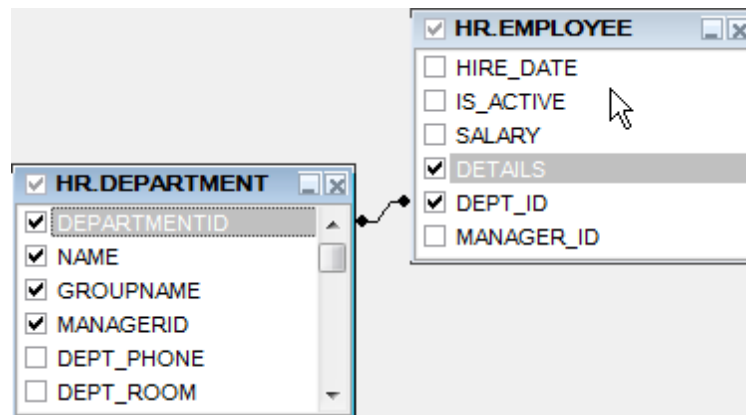 HR.EMPLOYEE
HIRE_DATE
IS_ACTIVE
SALARY
DETAILS
DEPT_ID
MANAGER_ID
HR.DEPARTMENT
DEPARTMENTID
NAME
GROUPNAME
MANAGERID
DEPT_PHONE
DEPT_ROOM